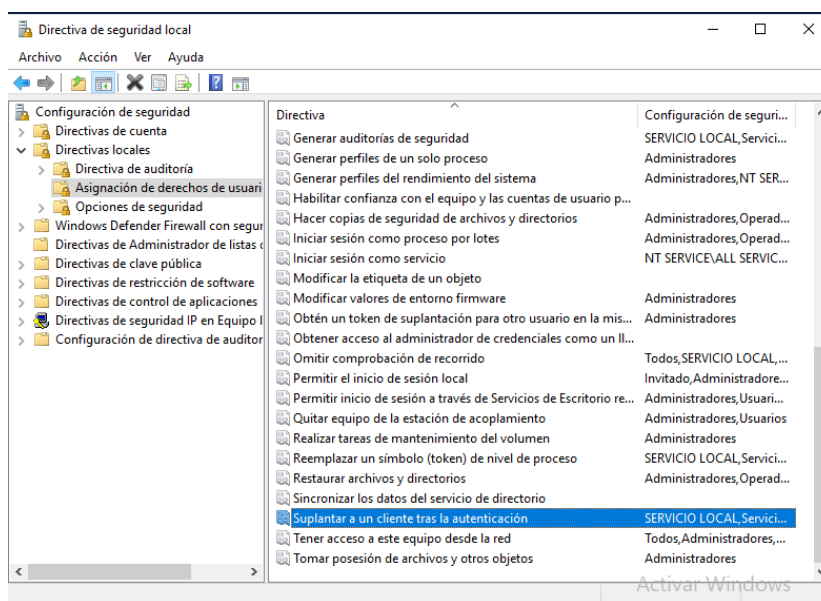 Directiva de seguridad local
Archivo Acción Ver Ayuda
Configuración de seguridad
Directivas de cuenta
Directivas locales
Directiva de auditoría
Asignación de derechos de usuari
Opciones de seguridad
Windows Defender Firewall con segur
Directivas de Administrador de listas
Directivas de clave pública
Directivas de restricción de software
Directivas de control de aplicaciones
Directivas de seguridad IP en Equipo l
Configuración de directiva de auditor
Directiva Configuración de seguri...
Generar auditorías de seguridad SERVICIO LOCAL,Servici...
Generar perfiles de un solo proceso Administradores
Generar perfiles del rendimiento del sistema Administradores,NT SER...
Habilitar confianza con el equipo y las cuentas de usuario p...
Hacer copias de seguridad de archivos y directorios Administradores,Operad...
Iniciar sesión como proceso por lotes Administradores,Operad...
Iniciar sesión como servicio NT SERVICE\ALL SERVIC...
Modificar la etiqueta de un objeto
Modificar valores de entorno firmware Administradores
Obtén un token de suplantación para otro usuario en la mis... Administradores
Obtener acceso al administrador de credenciales como un ll...
Omitir comprobación de recorrido Todos,SERVICIO LOCAL,...
Permitir el inicio de sesión local Invitado,Administradore...
Permitir inicio de sesión a través de Servicios de Escritorio re... Administradores,Usuari...
Quitar equipo de la estación de acoplamiento Administradores,Usuarios
Realizar tareas de mantenimiento del volumen Administradores
Reemplazar un símbolo (token) de nivel de proceso SERVICIO LOCAL,Servici...
Restaurar archivos y directorios Administradores,Operad...
Sincronizar los datos del servicio de directorio
Suplantar a un cliente tras la autenticación SERVICIO LOCAL,Servici...
Tener acceso a este equipo desde la red Todos,Administradores,...
Tomar posesión de archivos y otros objetos Administradores
Activar Windows